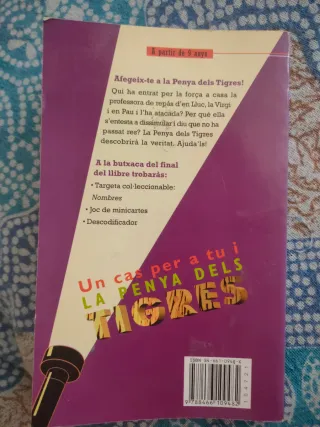 A partir de 9 anys
Afegeix-te a la Penya dels Tigres!
Qui ha entrat per la força a casa la
professora de repàs d'en Lluc, la Virgi
i en Pau i l'ha atacada? Per què ella
s'entesta a dissimular i diu que no ha
passat res? La Penya dels Tigres
descobrirà la veritat. Ajuda'ls!
A la butxaca del final
del llibre trobaràs:
• Targeta col·leccionable:
Nombres
• Joc de minicartes
• Descodificador
Un cas per a tu i
LA PENYA DELS
TIGRES